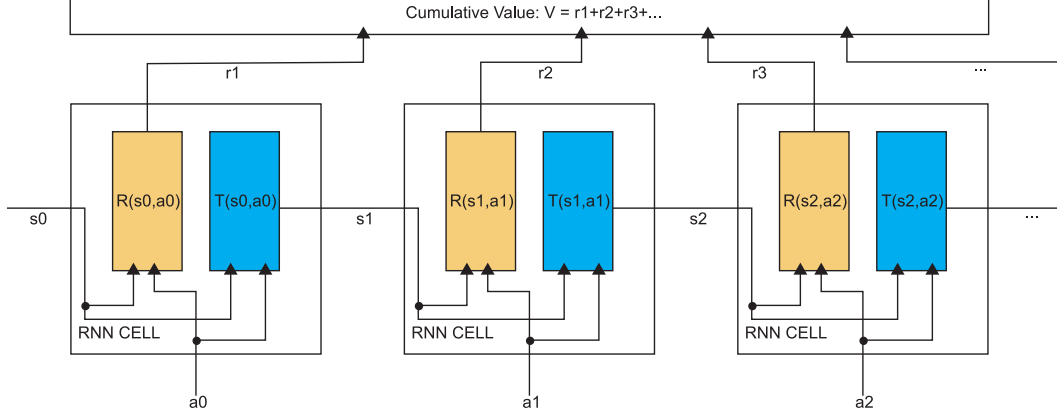 Cumulative Value: V = r1+r2+r3+...
r1
r2
r3
...
R(s0,a0)
T(s0,a0)
R(s1,a1)
T(s1,a1)
R(s2,a2)
T(s2,a2)
s0
s1
s2
...
RNN CELL
RNN CELL
RNN CELL
a0
a1
a2